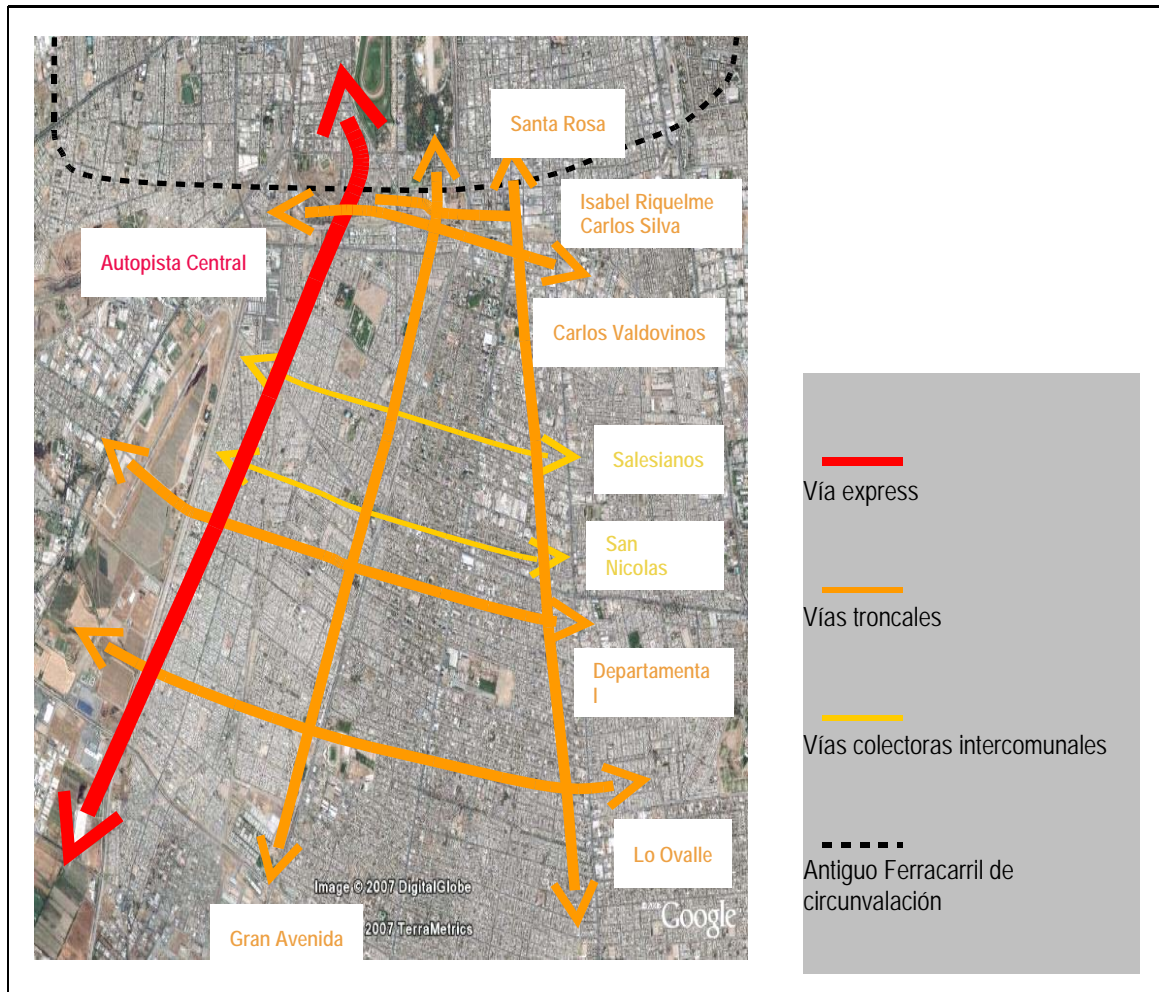 Santa Rosa
Isabel Riquelme
Carlos Silva
Autopista Central
Carlos Valdovinos
Salesianos
San
Nicolas
Departamenta
l
Lo Ovalle
Gran Avenida
Image © 2007 DigitalGlobe
2007 TerraMetrics
Google
Vía express
Vías troncales
Vías colectoras intercomunales
Antiguo Ferracarril de
circunvalación